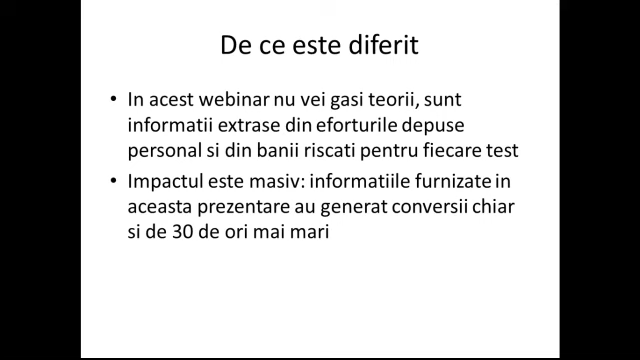 De ce este diferit
• In acest webinar nu vei gasi teorii, sunt
informatii extrase din eforturile depuse
personal si din banii riscati pentru fiecare test
• Impactul este masiv: informatiile furnizate in
aceasta prezentare au generat conversii chiar
si de 30 de ori mai mari